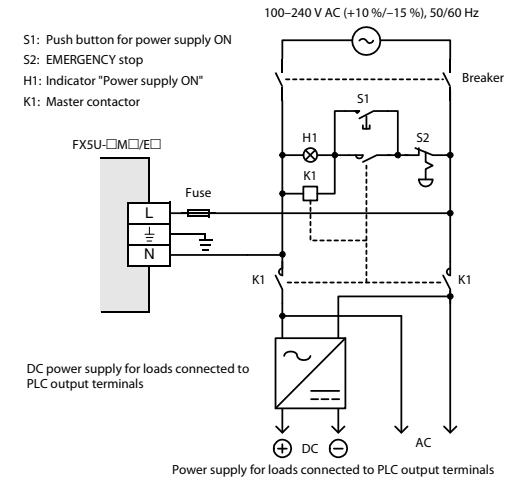 100–240 V AC (+10 %/–15 %), 50/60 Hz
S1: Push button for power supply ON
S2: EMERGENCY stop
H1: Indicator "Power supply ON"
K1: Master contactor
Breaker
S1
FX5U-□M□/E□
H1
S2
K1
Fuse
L
N
K1
K1
DC power supply for loads connected to
PLC output terminals
DC
AC
Power supply for loads connected to PLC output terminals